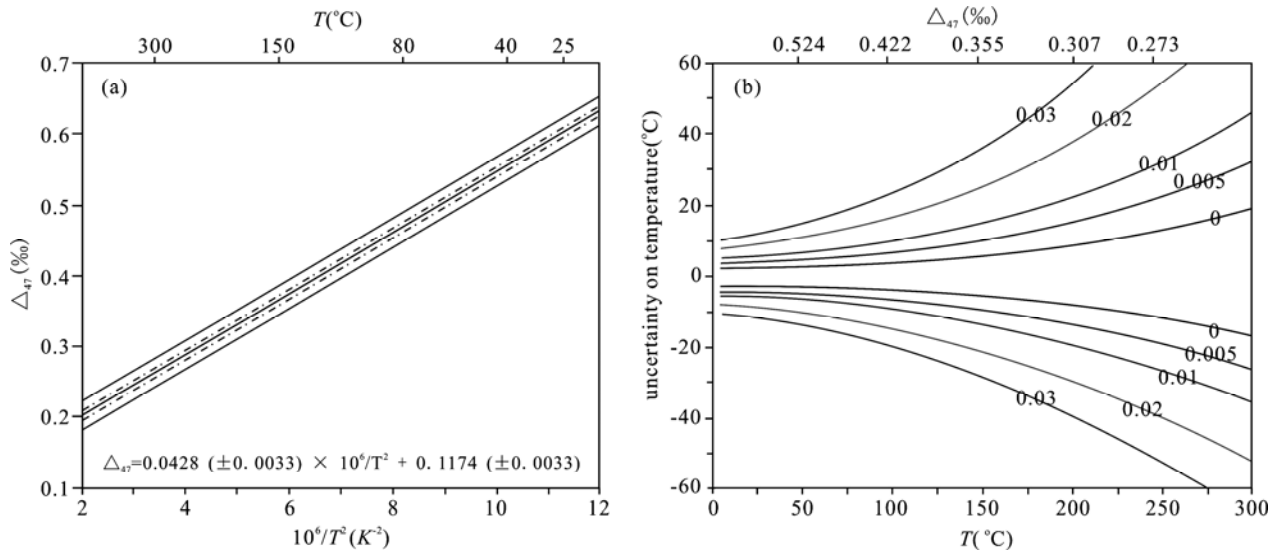 T(°C)
300 150 80 40 25
0.7
0.6
0.5
0.4
0.3
0.2
0.1
△₄₇(‰)
(a)
△₄₇=0.0428 (±0.0033) × 10⁶/T² + 0.1174 (±0.0033)
2 4 6 8 10 12
10⁶/T²(K⁻²)
△₄₇(‰)
0.524 0.422 0.355 0.307 0.273
60
40
20
0
-20
-40
-60
uncertainty on temperature(°C)
(b)
0.03
0.02
0.01
0.005
0
0
0.005
0.01
0.02
0.03
0 50 100 150 200 250 300
T(°C)